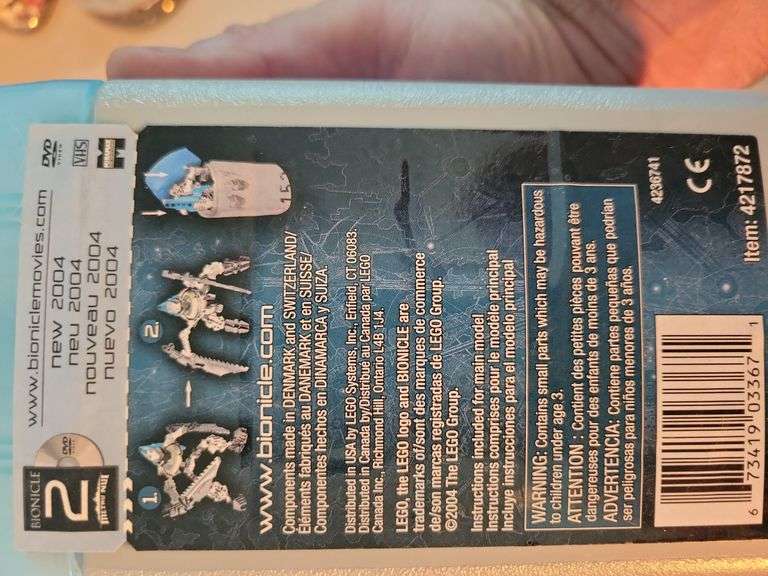 BIONICLE
2
www.bioniclemovies.com
new 2004
neu 2004
nouveau 2004
nuevo 2004
DVD
VIDEO
VHS
1.
2.
www.bionicle.com
Components made in DENMARK and SWITZERLAND/
Eléments fabriqués au DANEMARK et en SUISSE/
Componentes hechos en DINAMARCA y SUIZA.
Distributed in USA by LEGO Systems, Inc., Enfield, CT 06083.
Distributed in Canada by/Distribué au Canada par LEGO
Canada Inc., Richmond Hill, Ontario L4B 1J4.
LEGO, the LEGO logo and BIONICLE are
trademarks of/sont des marques de commerce
de/son marcas registradas de LEGO Group.
©2004 The LEGO Group.
Instructions included for main model
Instructions comprises pour le modèle principal
Incluye instrucciones para el modelo principal
WARNING: Contains small parts which may be hazardous
to children under age 3.
ATTENTION : Contient des petites pièces pouvant être
dangereuses pour des enfants de moins de 3 ans.
ADVERTENCIA: Contiene partes pequeñas que podrían
ser peligrosas para niños menores de 3 años.
4236741
CE
6 73419 03367 1
Item: 4217872